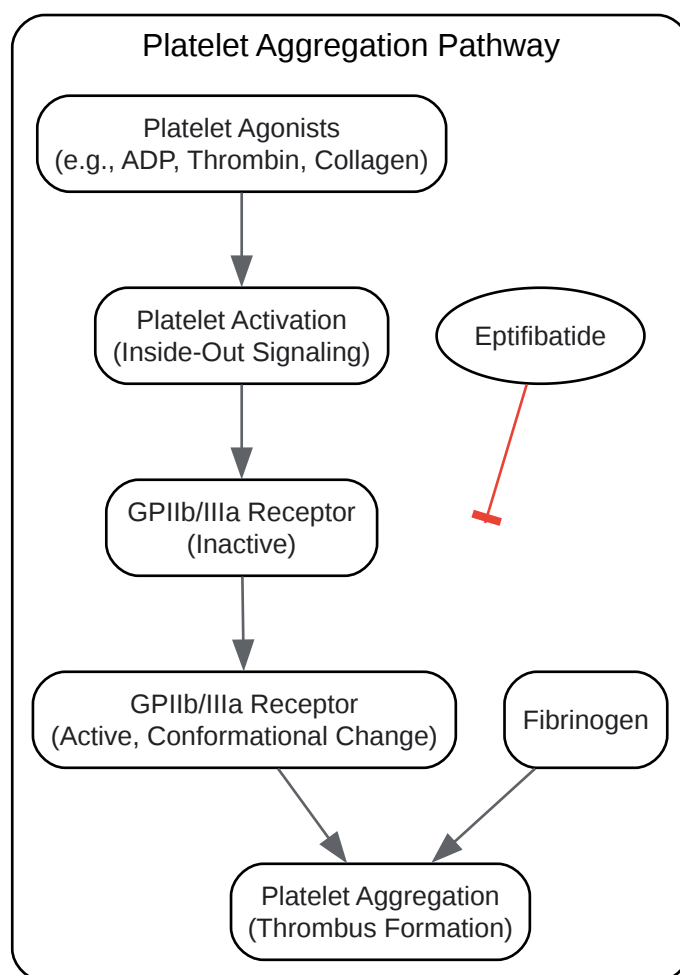 Platelet Aggregation Pathway
Platelet Agonists
(e.g., ADP, Thrombin, Collagen)
Platelet Activation
(Inside-Out Signaling)
Eptifibatide
GPIIb/IIIa Receptor
(Inactive)
GPIIb/IIIa Receptor
(Active, Conformational Change)
Fibrinogen
Platelet Aggregation
(Thrombus Formation)